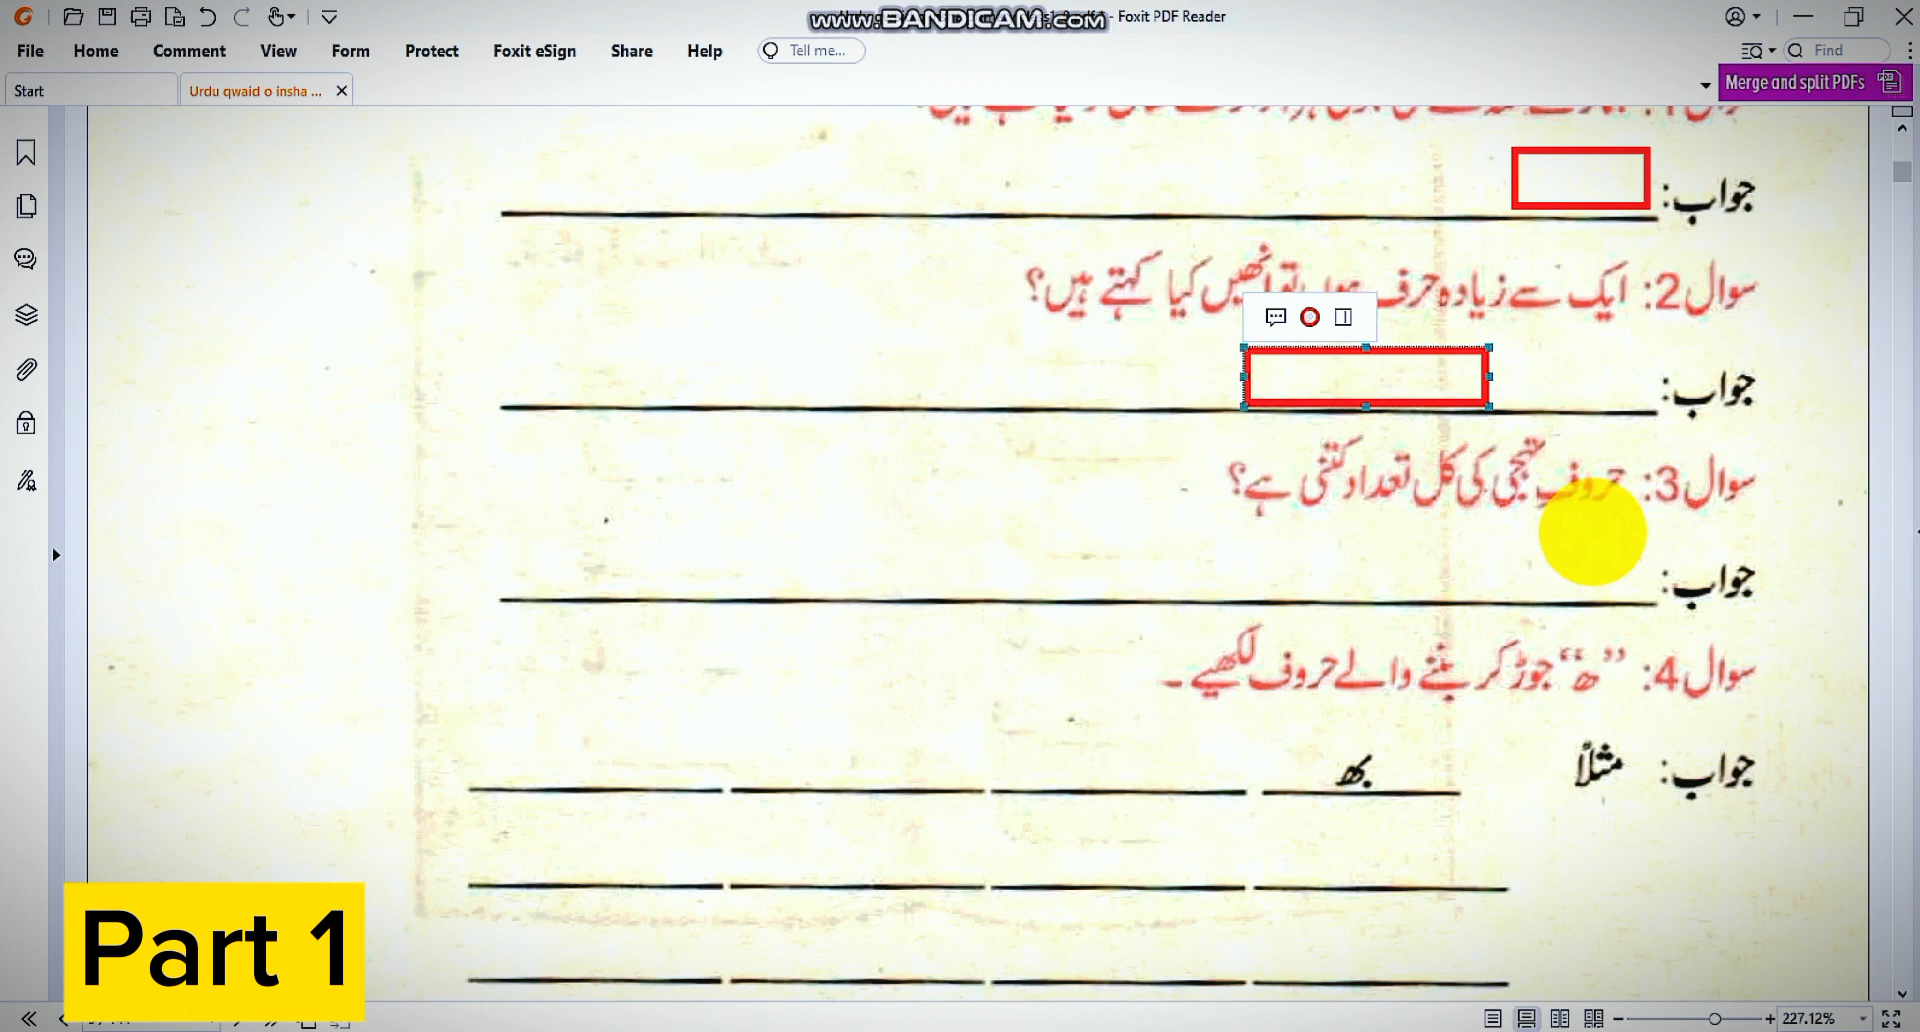 www.BANDICAM.com - Foxit PDF Reader
File Home Comment View Form Protect Foxit eSign Share Help Tell me... Find
Start Urdu qwaid o insha ... Merge and split PDFs
جواب:
سوال 2: ایک سے زیادہ حرف ہوں تو انھیں کیا کہتے ہیں؟
جواب:
سوال 3: حروفِ تہجی کی کل تعداد کتنی ہے؟
جواب:
سوال 4: ”ھ“ جوڑ کر بننے والے حروف لکھیے۔
جواب: مثلاً بھ
Part 1
227.12%